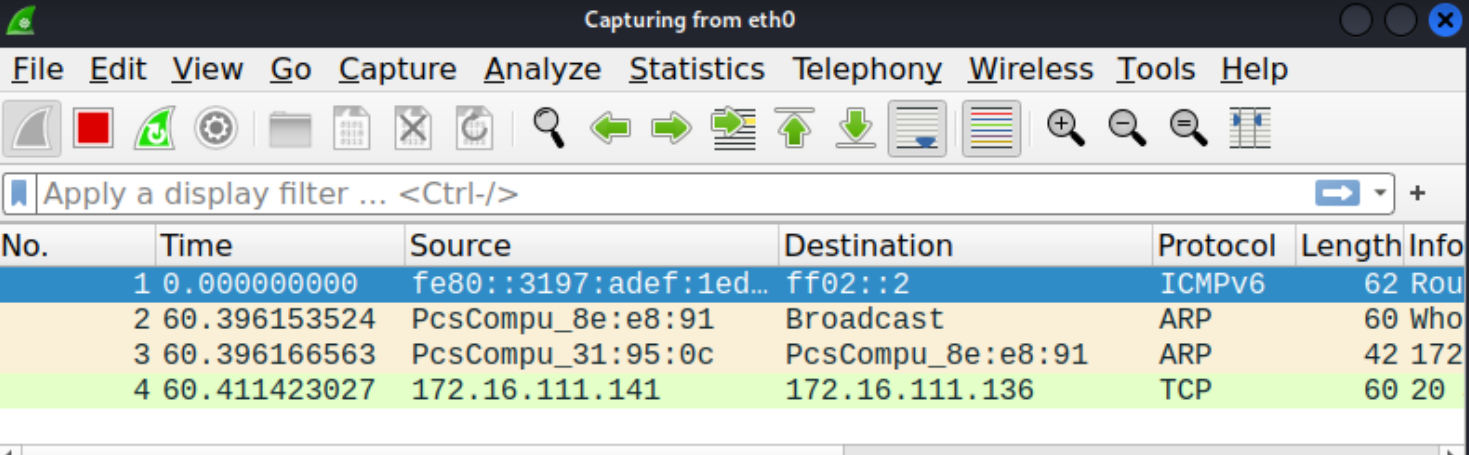 Capturing from eth0
File Edit View Go Capture Analyze Statistics Telephony Wireless Tools Help
Apply a display filter ... <Ctrl-/>
+
No. Time Source Destination Protocol Length Info
1 0.000000000 fe80::3197:adef:1ed… ff02::2 ICMPv6 62 Rou
2 60.396153524 PcsCompu_8e:e8:91 Broadcast ARP 60 Who
3 60.396166563 PcsCompu_31:95:0c PcsCompu_8e:e8:91 ARP 42 172
4 60.411423027 172.16.111.141 172.16.111.136 TCP 60 20